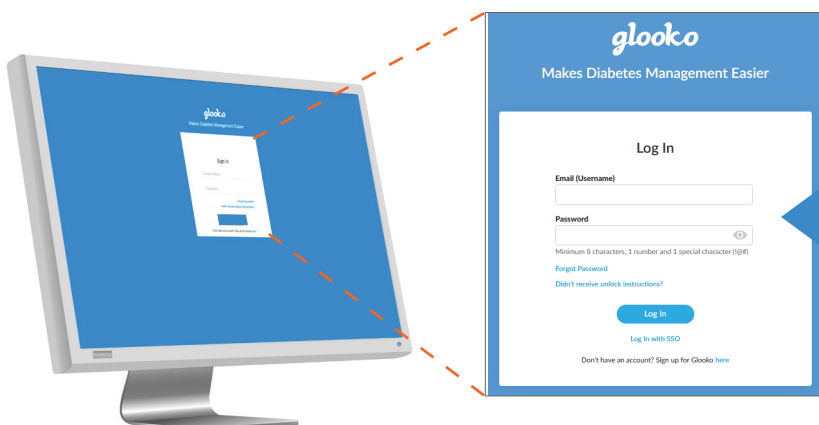 glooko
Makes Diabetes Management Easier
Sign In
Forgot Password
glooko
Makes Diabetes Management Easier
Log In
Email (Username)
Password
Minimum 8 characters, 1 number and 1 special character (!@#)
Forgot Password
Didn't receive unlock instructions?
Log In
Log In with SSO
Don't have an account? Sign up for Glooko here